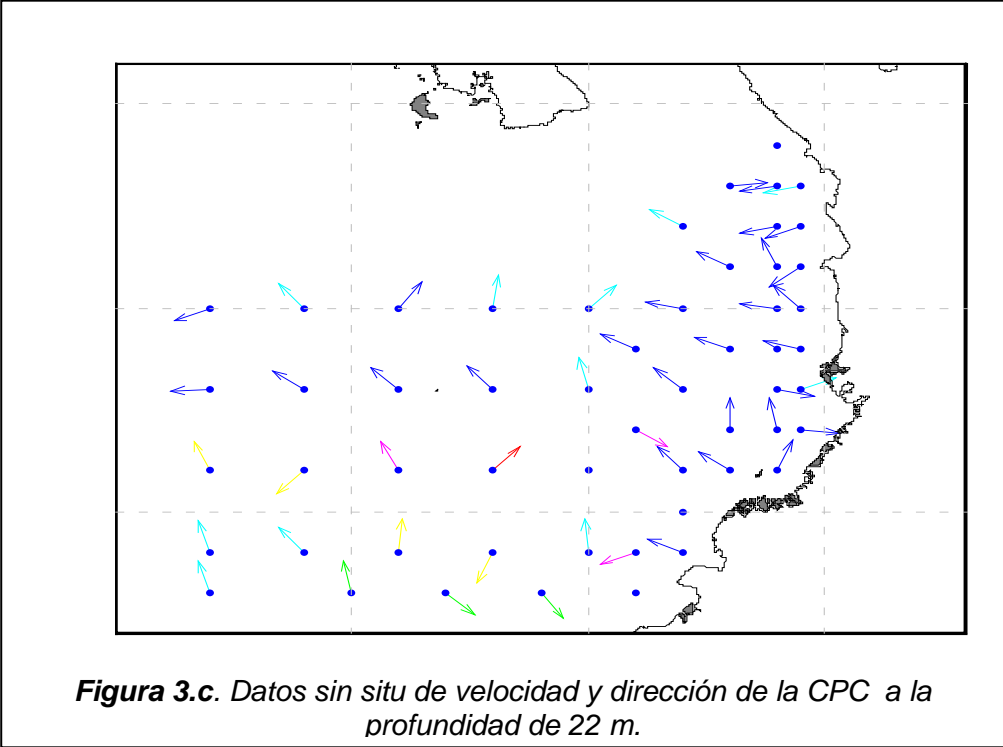 Figura 3.c. Datos sin situ de velocidad y dirección de la CPC a la
profundidad de 22 m.